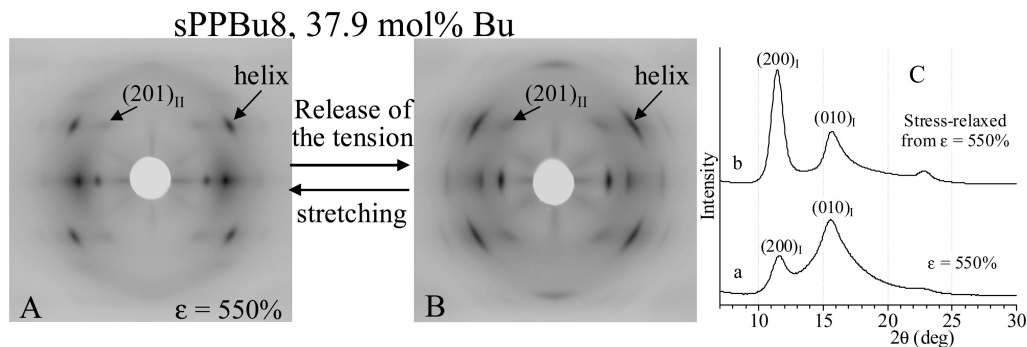 sPPBu8, 37.9 mol% Bu
(201)II
helix
A
ε = 550%
Release of
the tension
stretching
(201)II
helix
B
C
(200)I
(010)I
Stress-relaxed
from ε = 550%
b
(010)I
(200)I
ε = 550%
a
Intensity
10 15 20 25 30
2θ (deg)